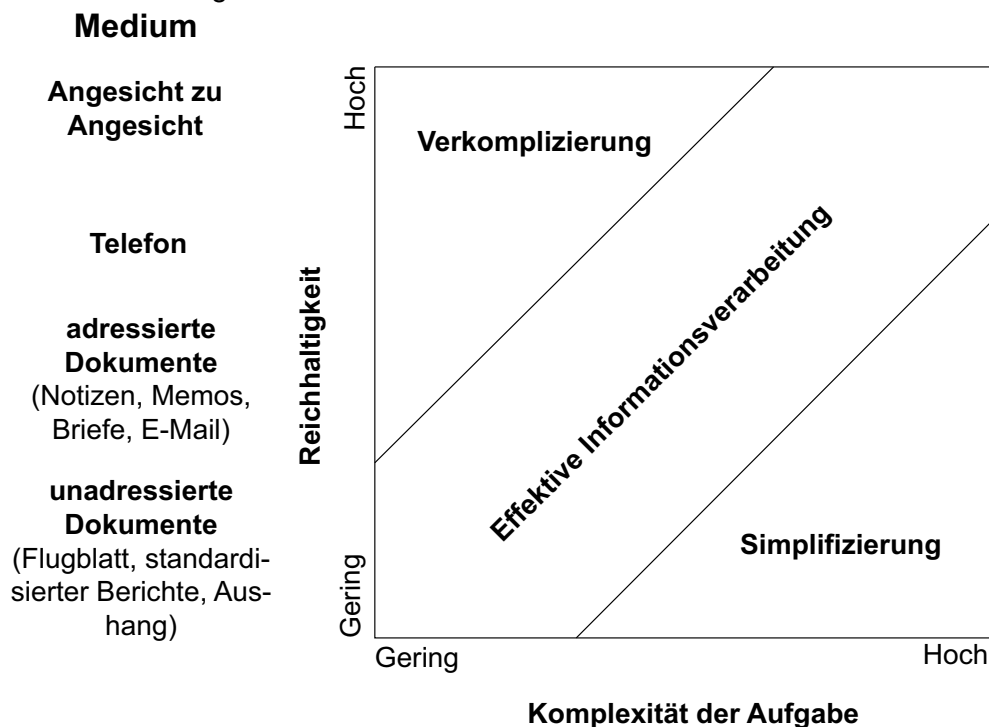 Medium
Angesicht zu
Angesicht
Telefon
adressierte
Dokumente
(Notizen, Memos,
Briefe, E-Mail)
unadressierte
Dokumente
(Flugblatt, standardi-
sierter Berichte, Aus-
hang)
Reichhaltigkeit
Hoch
Gering
Verkomplizierung
Effektive Informationsverarbeitung
Simplifizierung
Gering
Hoch
Komplexität der Aufgabe